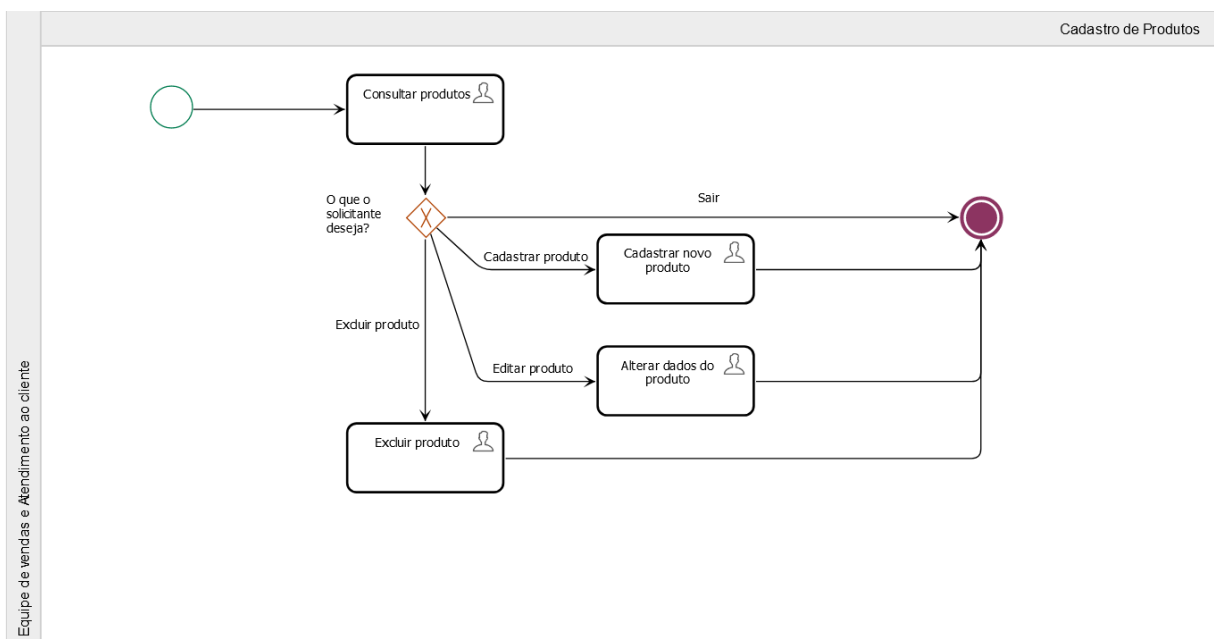 Cadastro de Produtos
Equipe de vendas e Atendimento ao cliente
Consultar produtos
O que o
solicitante
deseja?
Sair
Cadastrar produto
Cadastrar novo
produto
Excluir produto
Editar produto
Alterar dados do
produto
Excluir produto